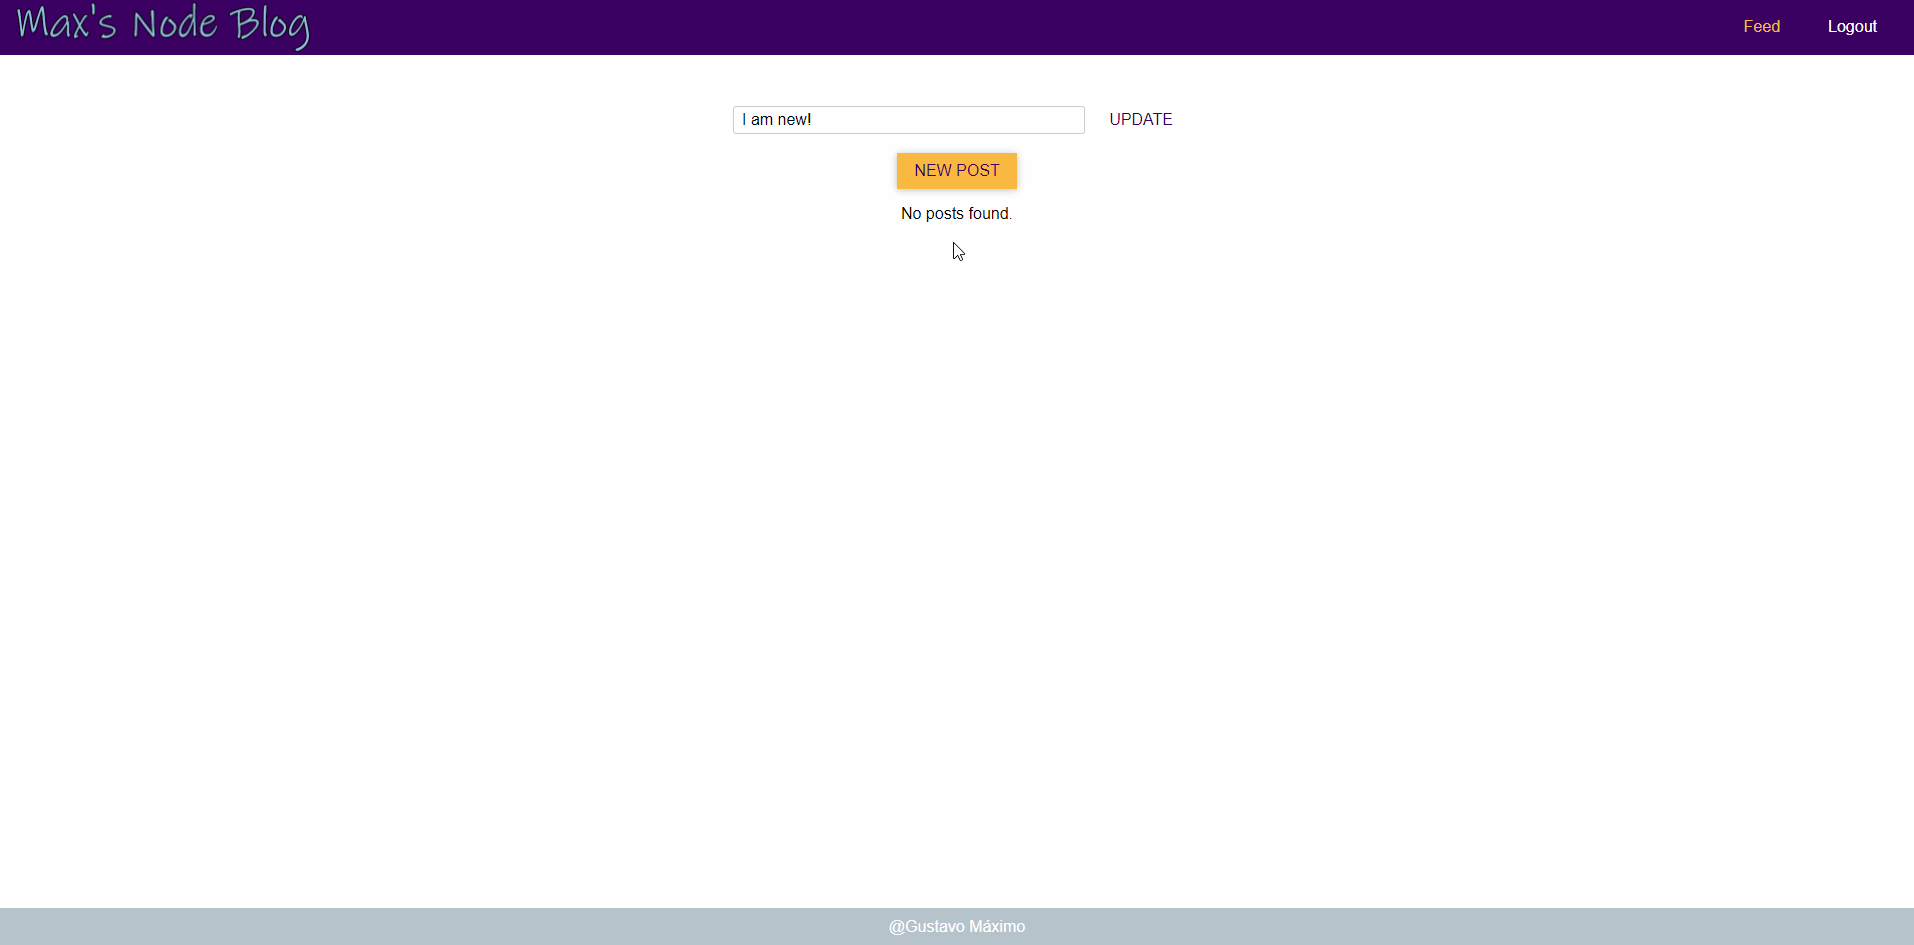 Max's Node Blog
Feed
Logout
I am new!
UPDATE
NEW POST
No posts found.
@Gustavo Máximo